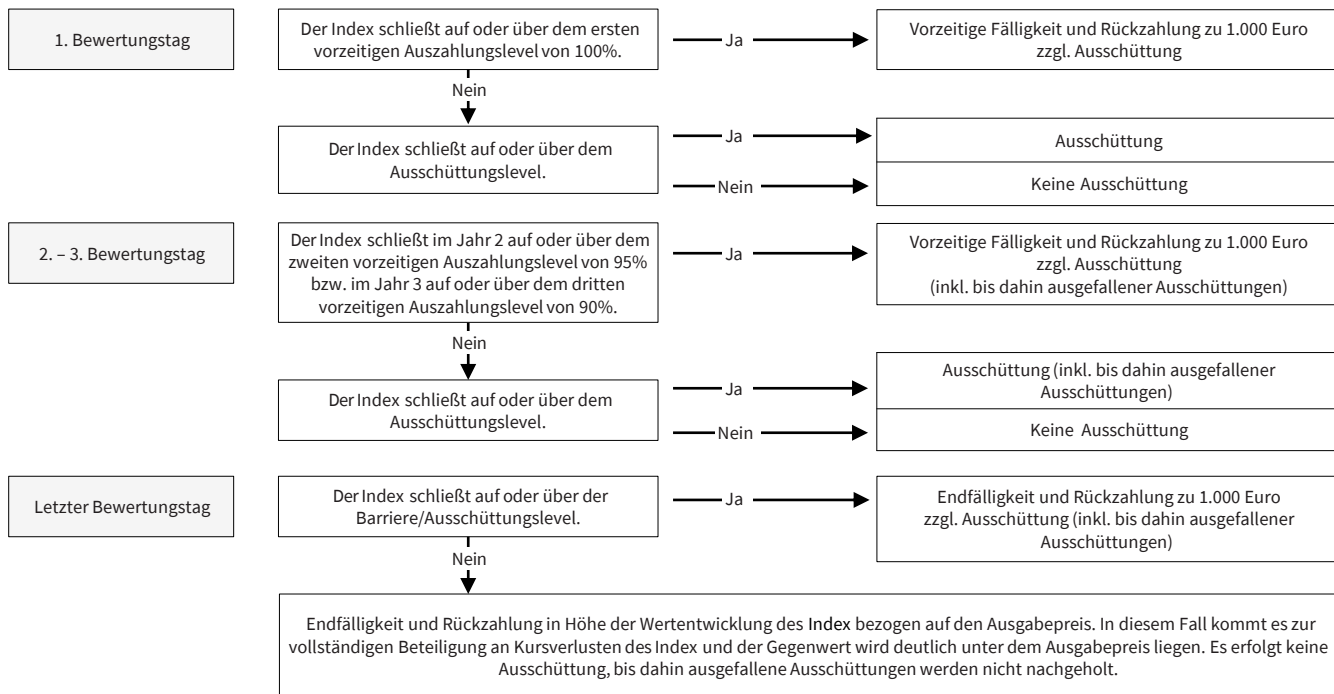 1. Bewertungstag
Der Index schließt auf oder über dem ersten
vorzeitigen Auszahlungslevel von 100%.
Ja
Vorzeitige Fälligkeit und Rückzahlung zu 1.000 Euro
zzgl. Ausschüttung
Nein
Der Index schließt auf oder über dem
Ausschüttungslevel.
Ja
Ausschüttung
Nein
Keine Ausschüttung
2. – 3. Bewertungstag
Der Index schließt im Jahr 2 auf oder über dem
zweiten vorzeitigen Auszahlungslevel von 95%
bzw. im Jahr 3 auf oder über dem dritten
vorzeitigen Auszahlungslevel von 90%.
Ja
Vorzeitige Fälligkeit und Rückzahlung zu 1.000 Euro
zzgl. Ausschüttung
(inkl. bis dahin ausgefallener Ausschüttungen)
Nein
Der Index schließt auf oder über dem
Ausschüttungslevel.
Ja
Ausschüttung (inkl. bis dahin ausgefallener
Ausschüttungen)
Nein
Keine Ausschüttung
Letzter Bewertungstag
Der Index schließt auf oder über der
Barriere/Ausschüttungslevel.
Ja
Endfälligkeit und Rückzahlung zu 1.000 Euro
zzgl. Ausschüttung (inkl. bis dahin ausgefallener
Ausschüttungen)
Nein
Endfälligkeit und Rückzahlung in Höhe der Wertentwicklung des Index bezogen auf den Ausgabepreis. In diesem Fall kommt es zur
vollständigen Beteiligung an Kursverlusten des Index und der Gegenwert wird deutlich unter dem Ausgabepreis liegen. Es erfolgt keine
Ausschüttung, bis dahin ausgefallene Ausschüttungen werden nicht nachgeholt.